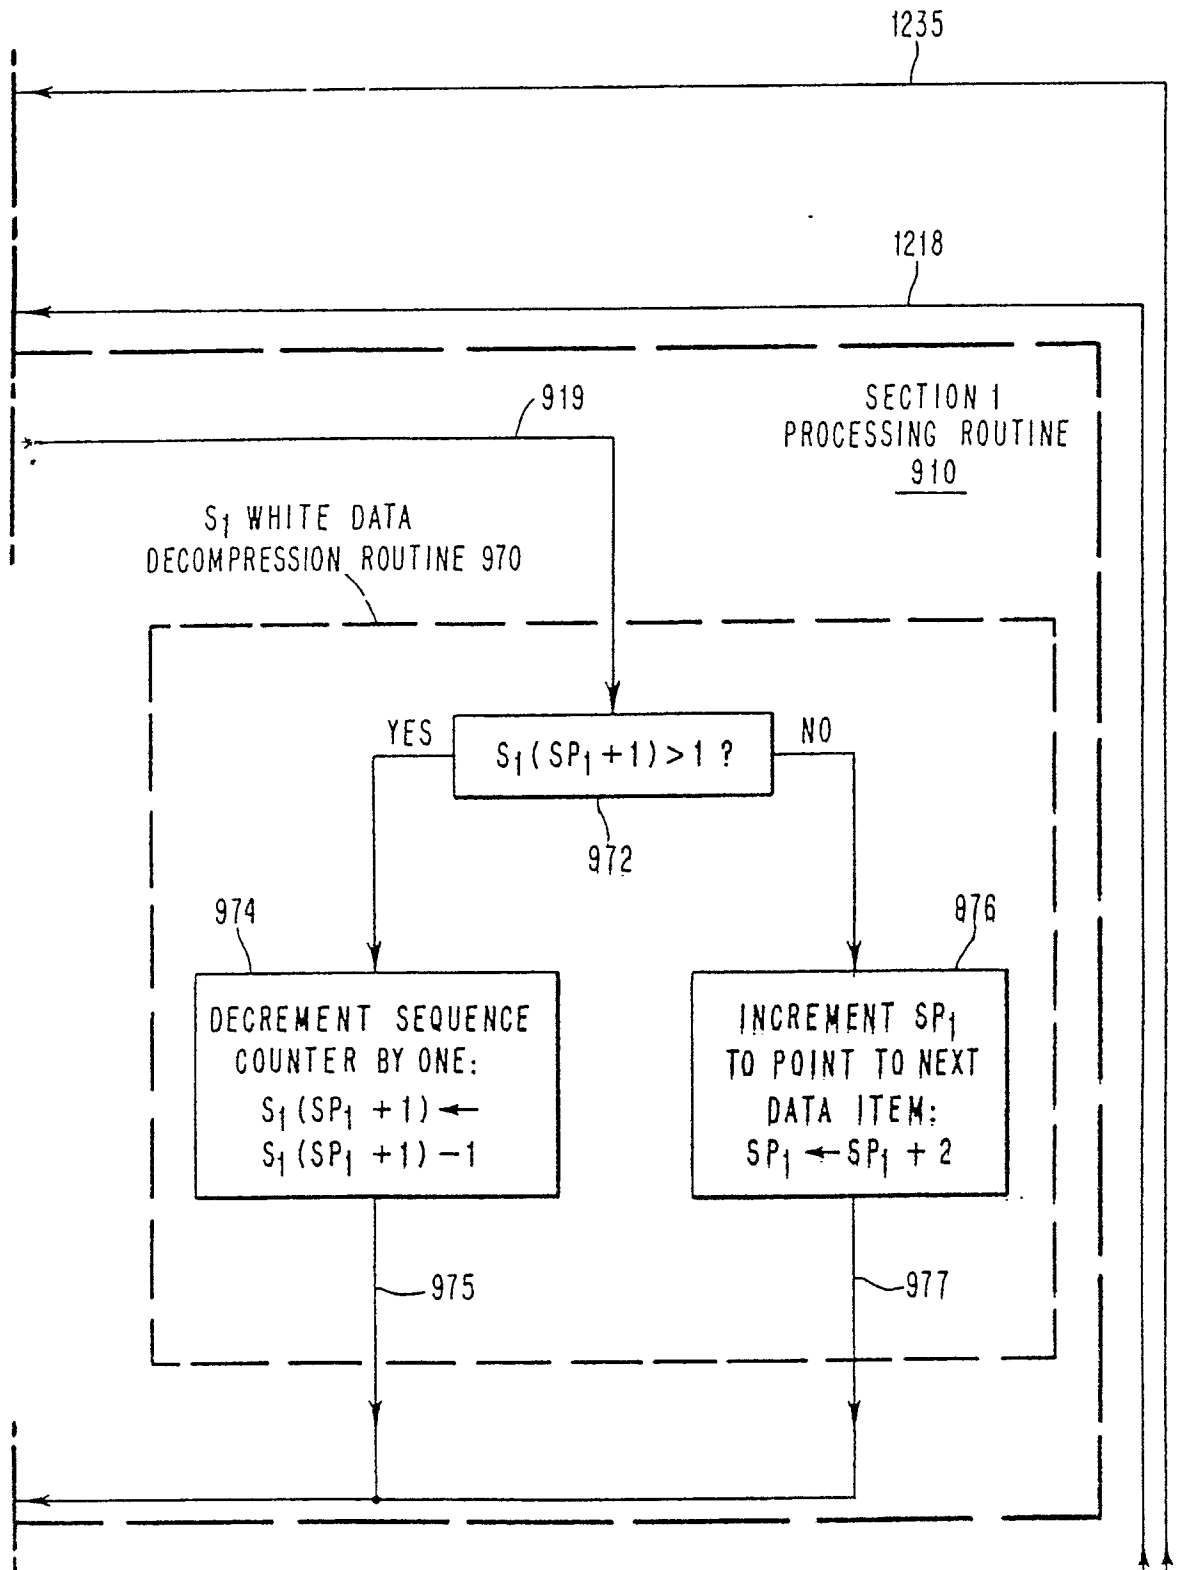 1235
1218
919
SECTION 1
PROCESSING ROUTINE
910
S1 WHITE DATA
DECOMPRESSION ROUTINE 970
YES
S1(SP1+1)>1 ?
NO
972
974
976
DECREMENT SEQUENCE
COUNTER BY ONE:
S1(SP1 +1) ←
S1(SP1 +1) −1
INCREMENT SP1
TO POINT TO NEXT
DATA ITEM:
SP1 ← SP1 + 2
975
977